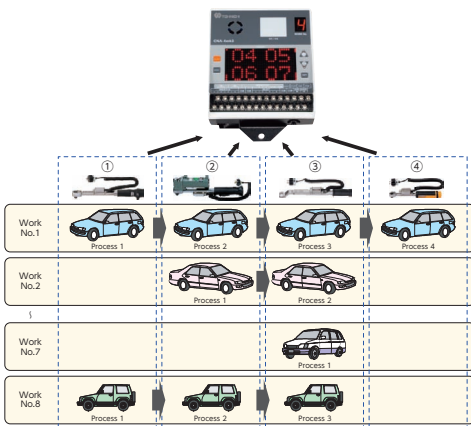 TOHNICHI
4
04 05
06 07
① ② ③ ④
Work
No.1
Process 1 Process 2 Process 3 Process 4
Work
No.2
Process 1 Process 2
~
Work
No.7
Process 1
Work
No.8
Process 1 Process 2 Process 3